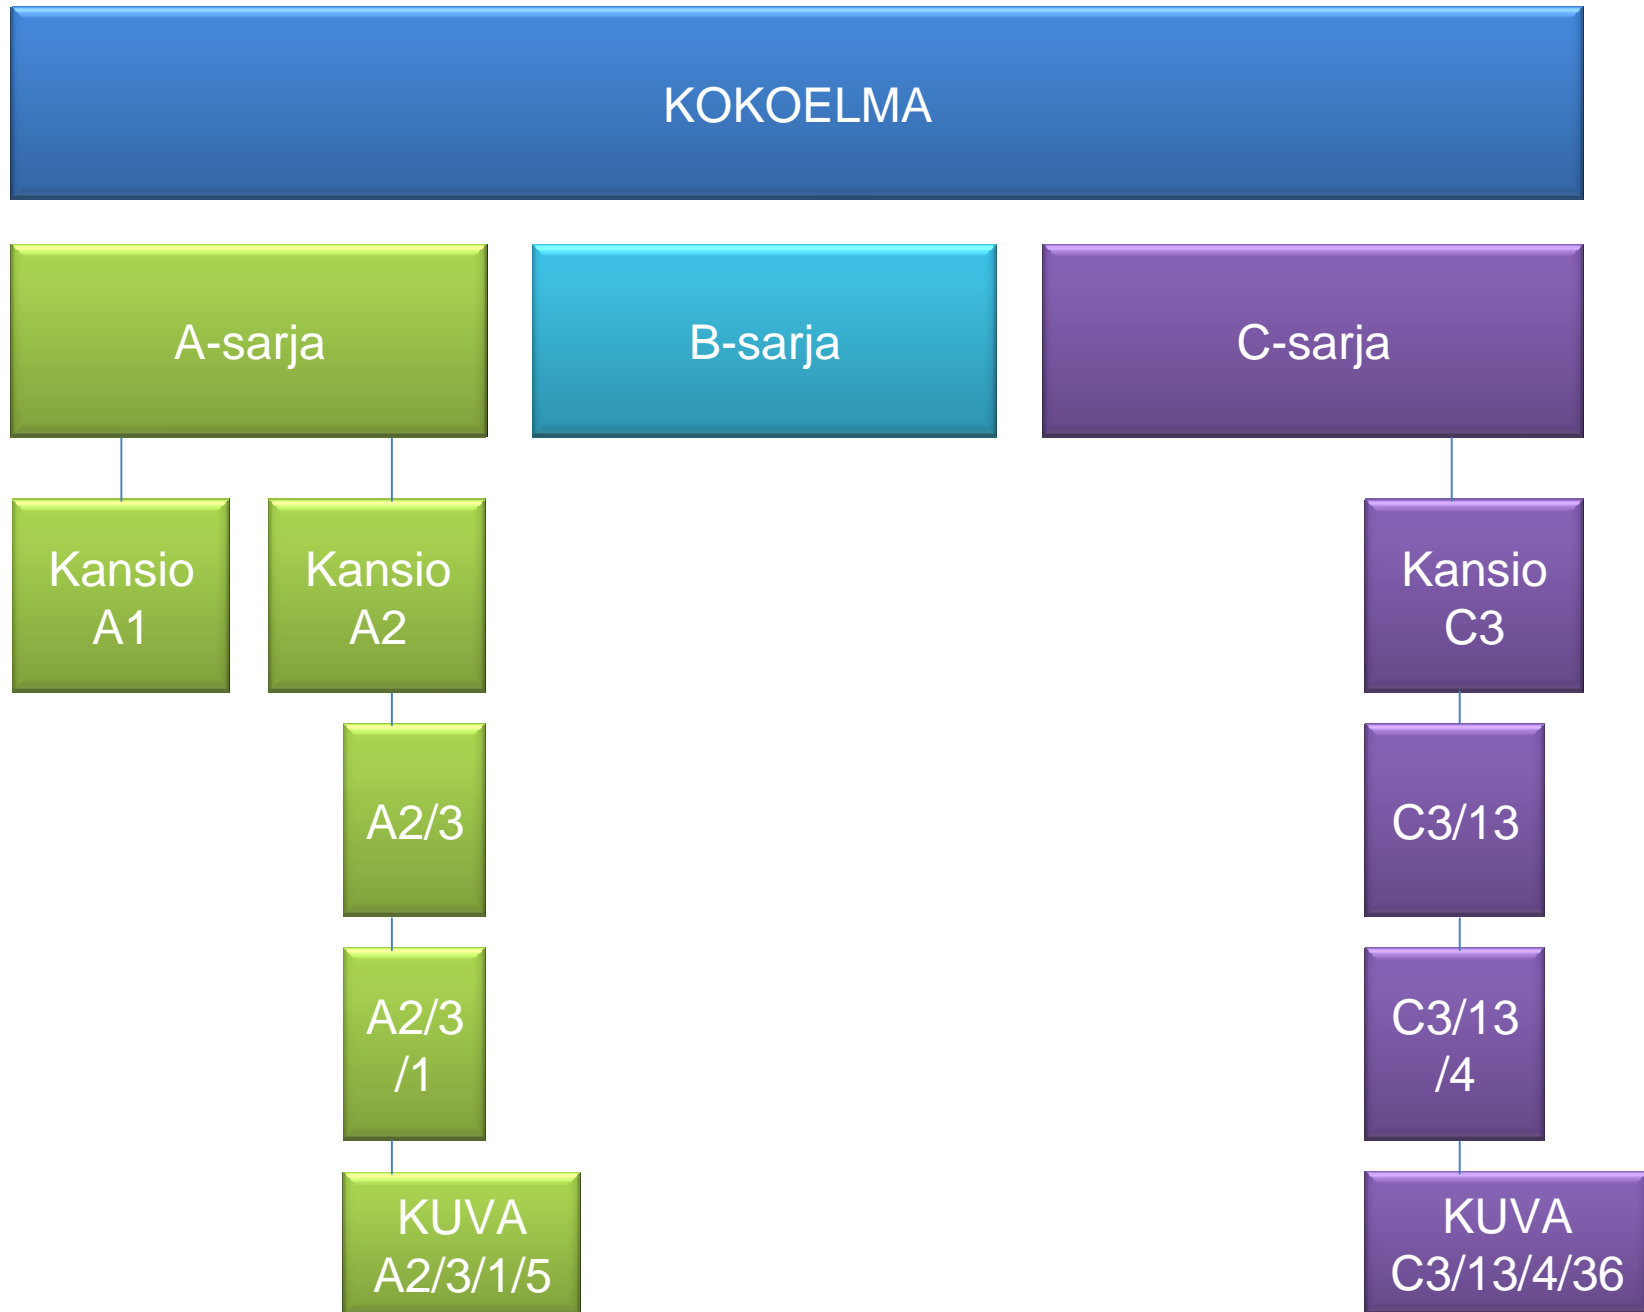 KOKOELMA
A-sarja
B-sarja
C-sarja
Kansio
A1
Kansio
A2
Kansio
C3
A2/3
C3/13
A2/3
/1
C3/13
/4
KUVA
A2/3/1/5
KUVA
C3/13/4/36